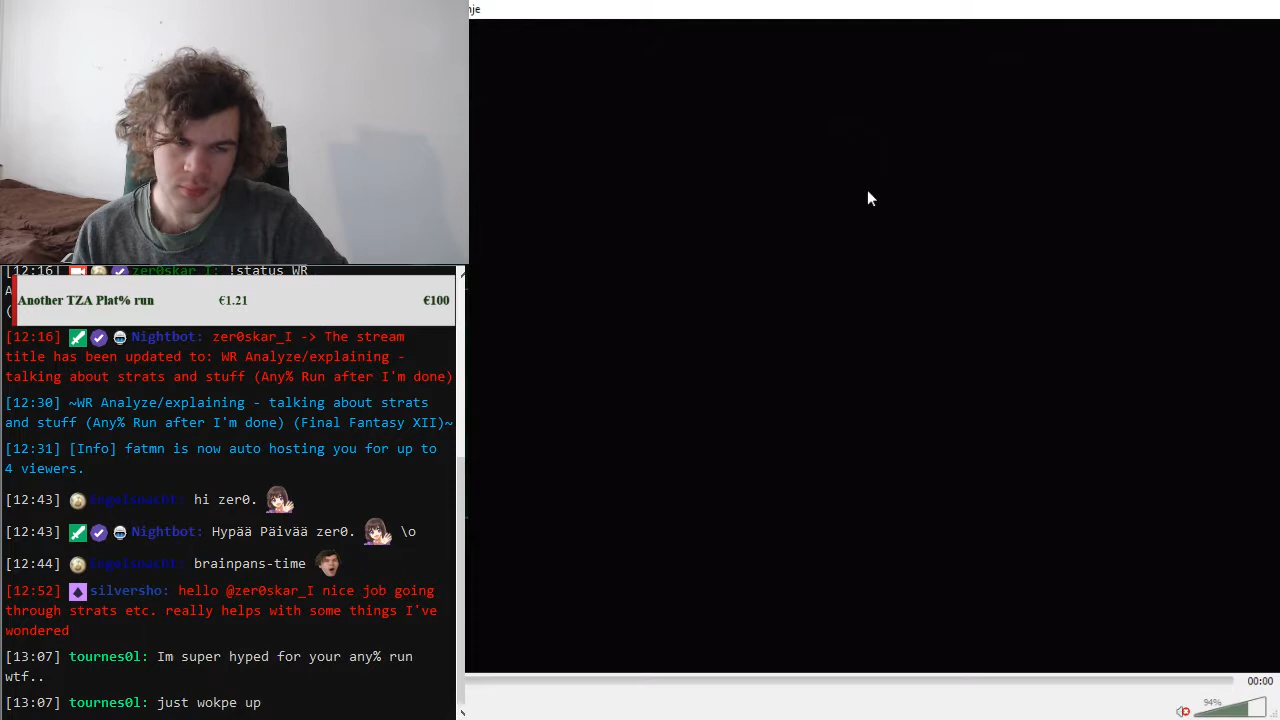 nje
[12:16] zer0skar_I: !status WR
A
(
Another TZA Plat% run €1.21 €100
[12:16] Nightbot: zer0skar_I -> The stream
title has been updated to: WR Analyze/explaining -
talking about strats and stuff (Any% Run after I'm done)
[12:30] ~WR Analyze/explaining - talking about strats
and stuff (Any% Run after I'm done) (Final Fantasy XII)~
[12:31] [Info] fatmn is now auto hosting you for up to
4 viewers.
[12:43] hi zer0.
[12:43] Nightbot: Hypää Päivää zer0. \o
[12:44] brainpans-time
[12:52] silversho: hello @zer0skar_I nice job going
through strats etc. really helps with some things I've
wondered
[13:07] tournes0l: Im super hyped for your any% run
wtf..
[13:07] tournes0l: just wokpe up
00:00
94%